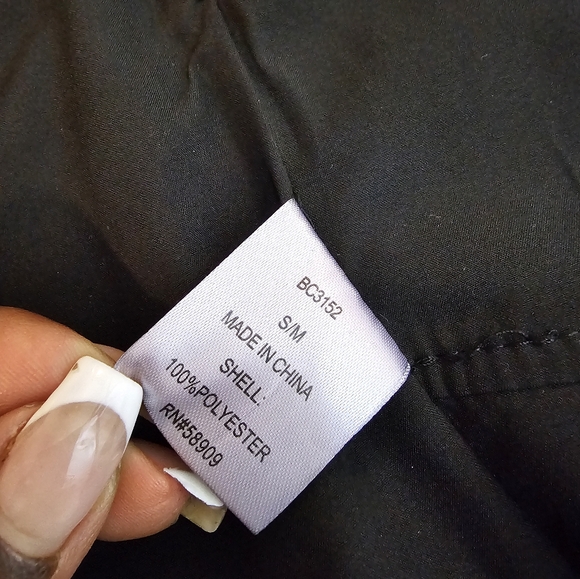 BC3152
S/M
MADE IN CHINA
SHELL:
100%POLYESTER
RN#58909